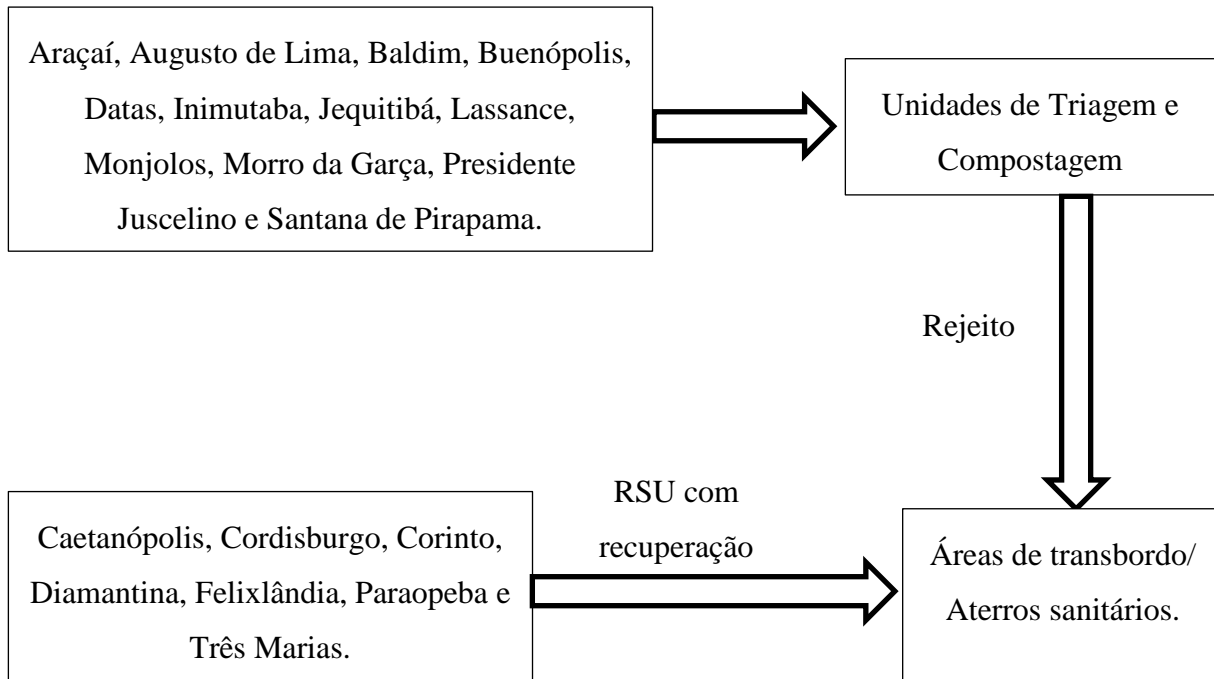 Araçaí, Augusto de Lima, Baldim, Buenópolis,
Datas, Inimutaba, Jequitibá, Lassance,
Monjolos, Morro da Garça, Presidente
Juscelino e Santana de Pirapama.
Unidades de Triagem e
Compostagem
Rejeito
Caetanópolis, Cordisburgo, Corinto,
Diamantina, Felixlândia, Paraopeba e
Três Marias.
RSU com
recuperação
Áreas de transbordo/
Aterros sanitários.